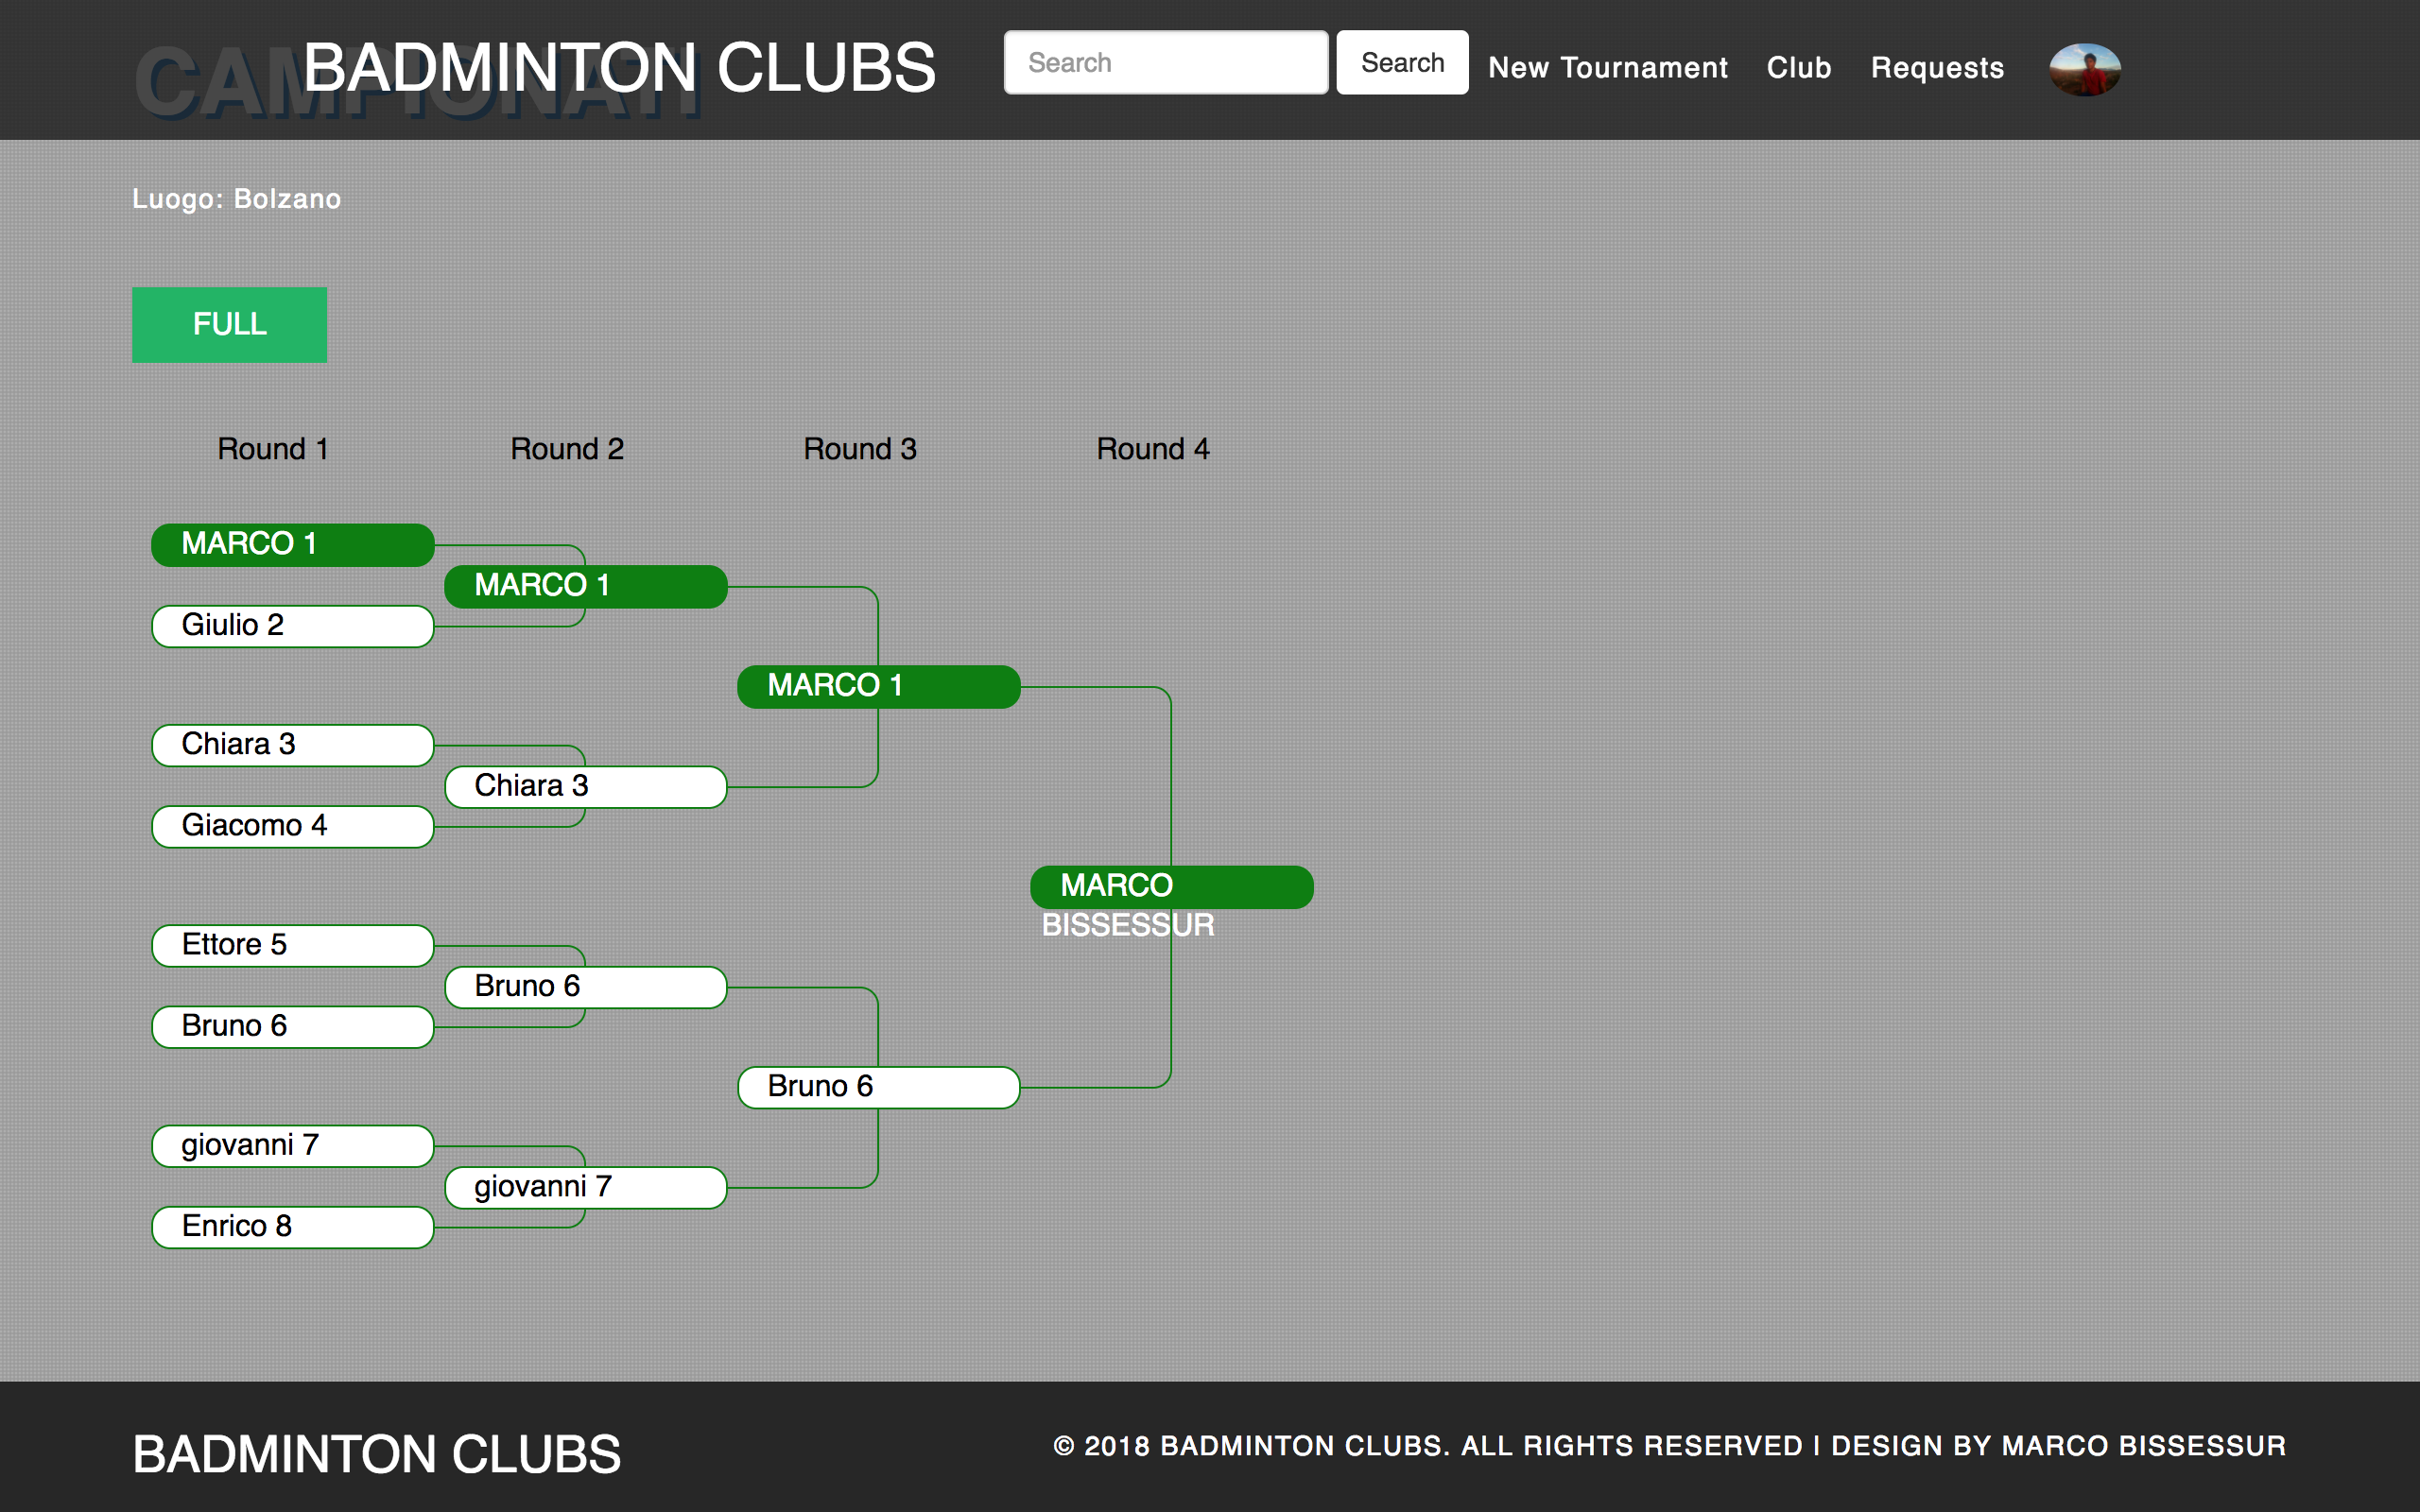 CAMPIONATI
BADMINTON CLUBS
Search
Search
New Tournament
Club
Requests
Luogo: Bolzano
FULL
Round 1
Round 2
Round 3
Round 4
MARCO 1
MARCO 1
Giulio 2
MARCO 1
Chiara 3
Chiara 3
Giacomo 4
MARCO
BISSESSUR
Ettore 5
Bruno 6
Bruno 6
Bruno 6
giovanni 7
giovanni 7
Enrico 8
BADMINTON CLUBS
© 2018 BADMINTON CLUBS. ALL RIGHTS RESERVED | DESIGN BY MARCO BISSESSUR